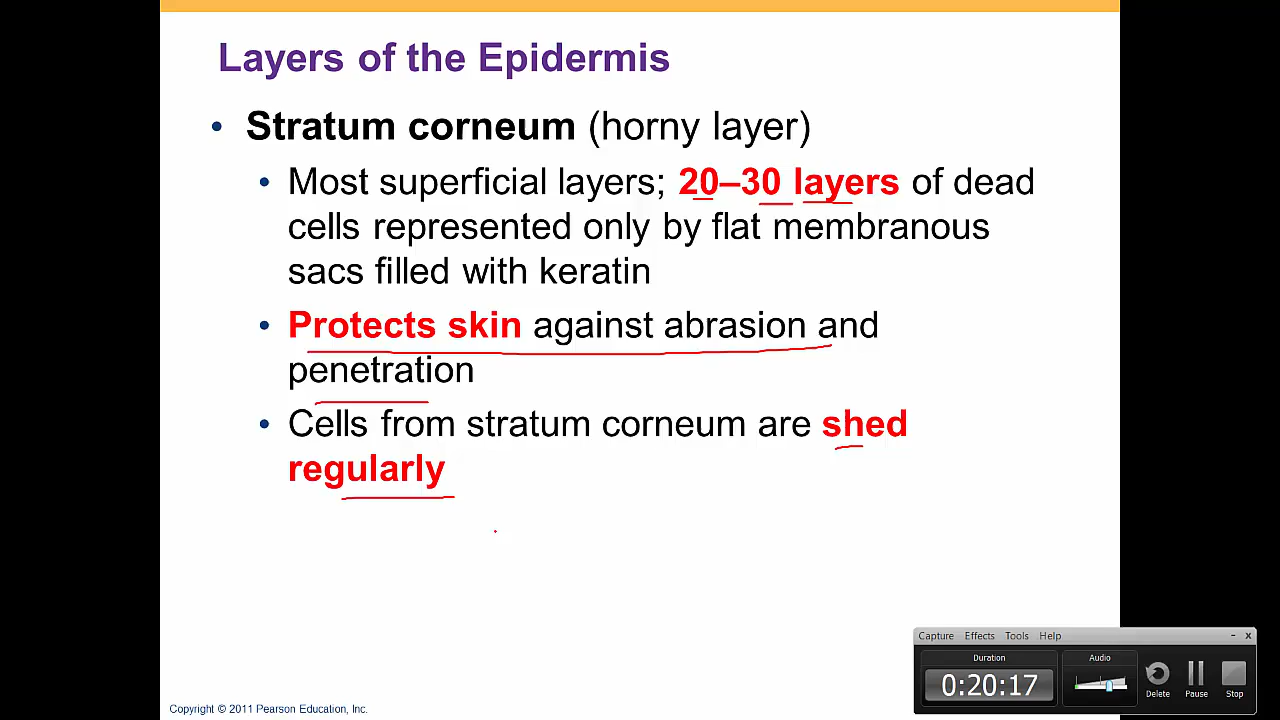 Layers of the Epidermis
• Stratum corneum (horny layer)
• Most superficial layers; 20–30 layers of dead
cells represented only by flat membranous
sacs filled with keratin
• Protects skin against abrasion and
penetration
• Cells from stratum corneum are shed
regularly
Capture Effects Tools Help
Duration Audio
0:20:17
Delete Pause Stop
Copyright © 2011 Pearson Education, Inc.